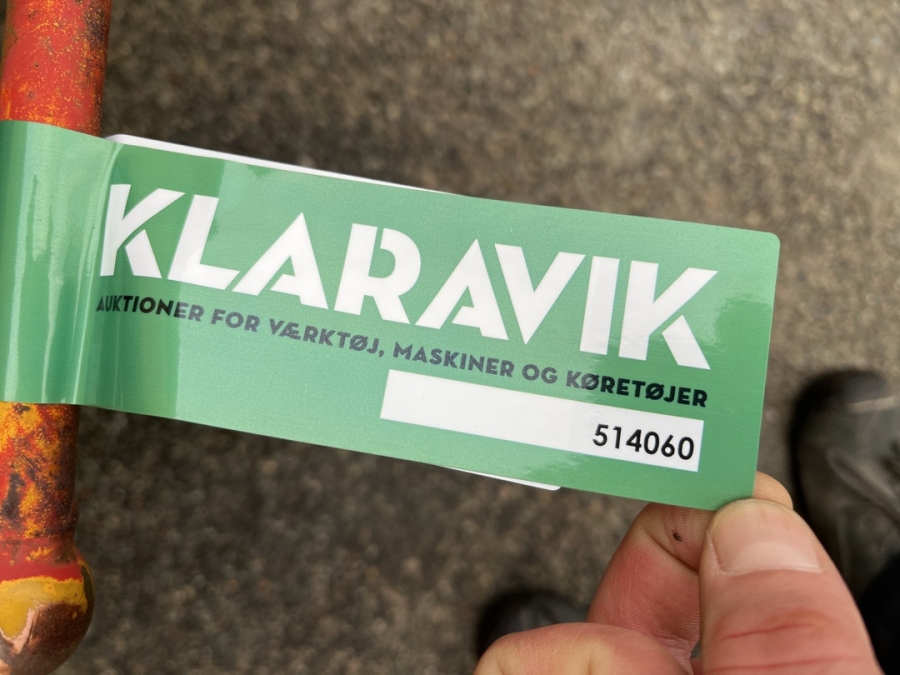 KLARAVIK
AUKTIONER FOR VÆRKTØJ, MASKINER OG KØRETØJER
514060